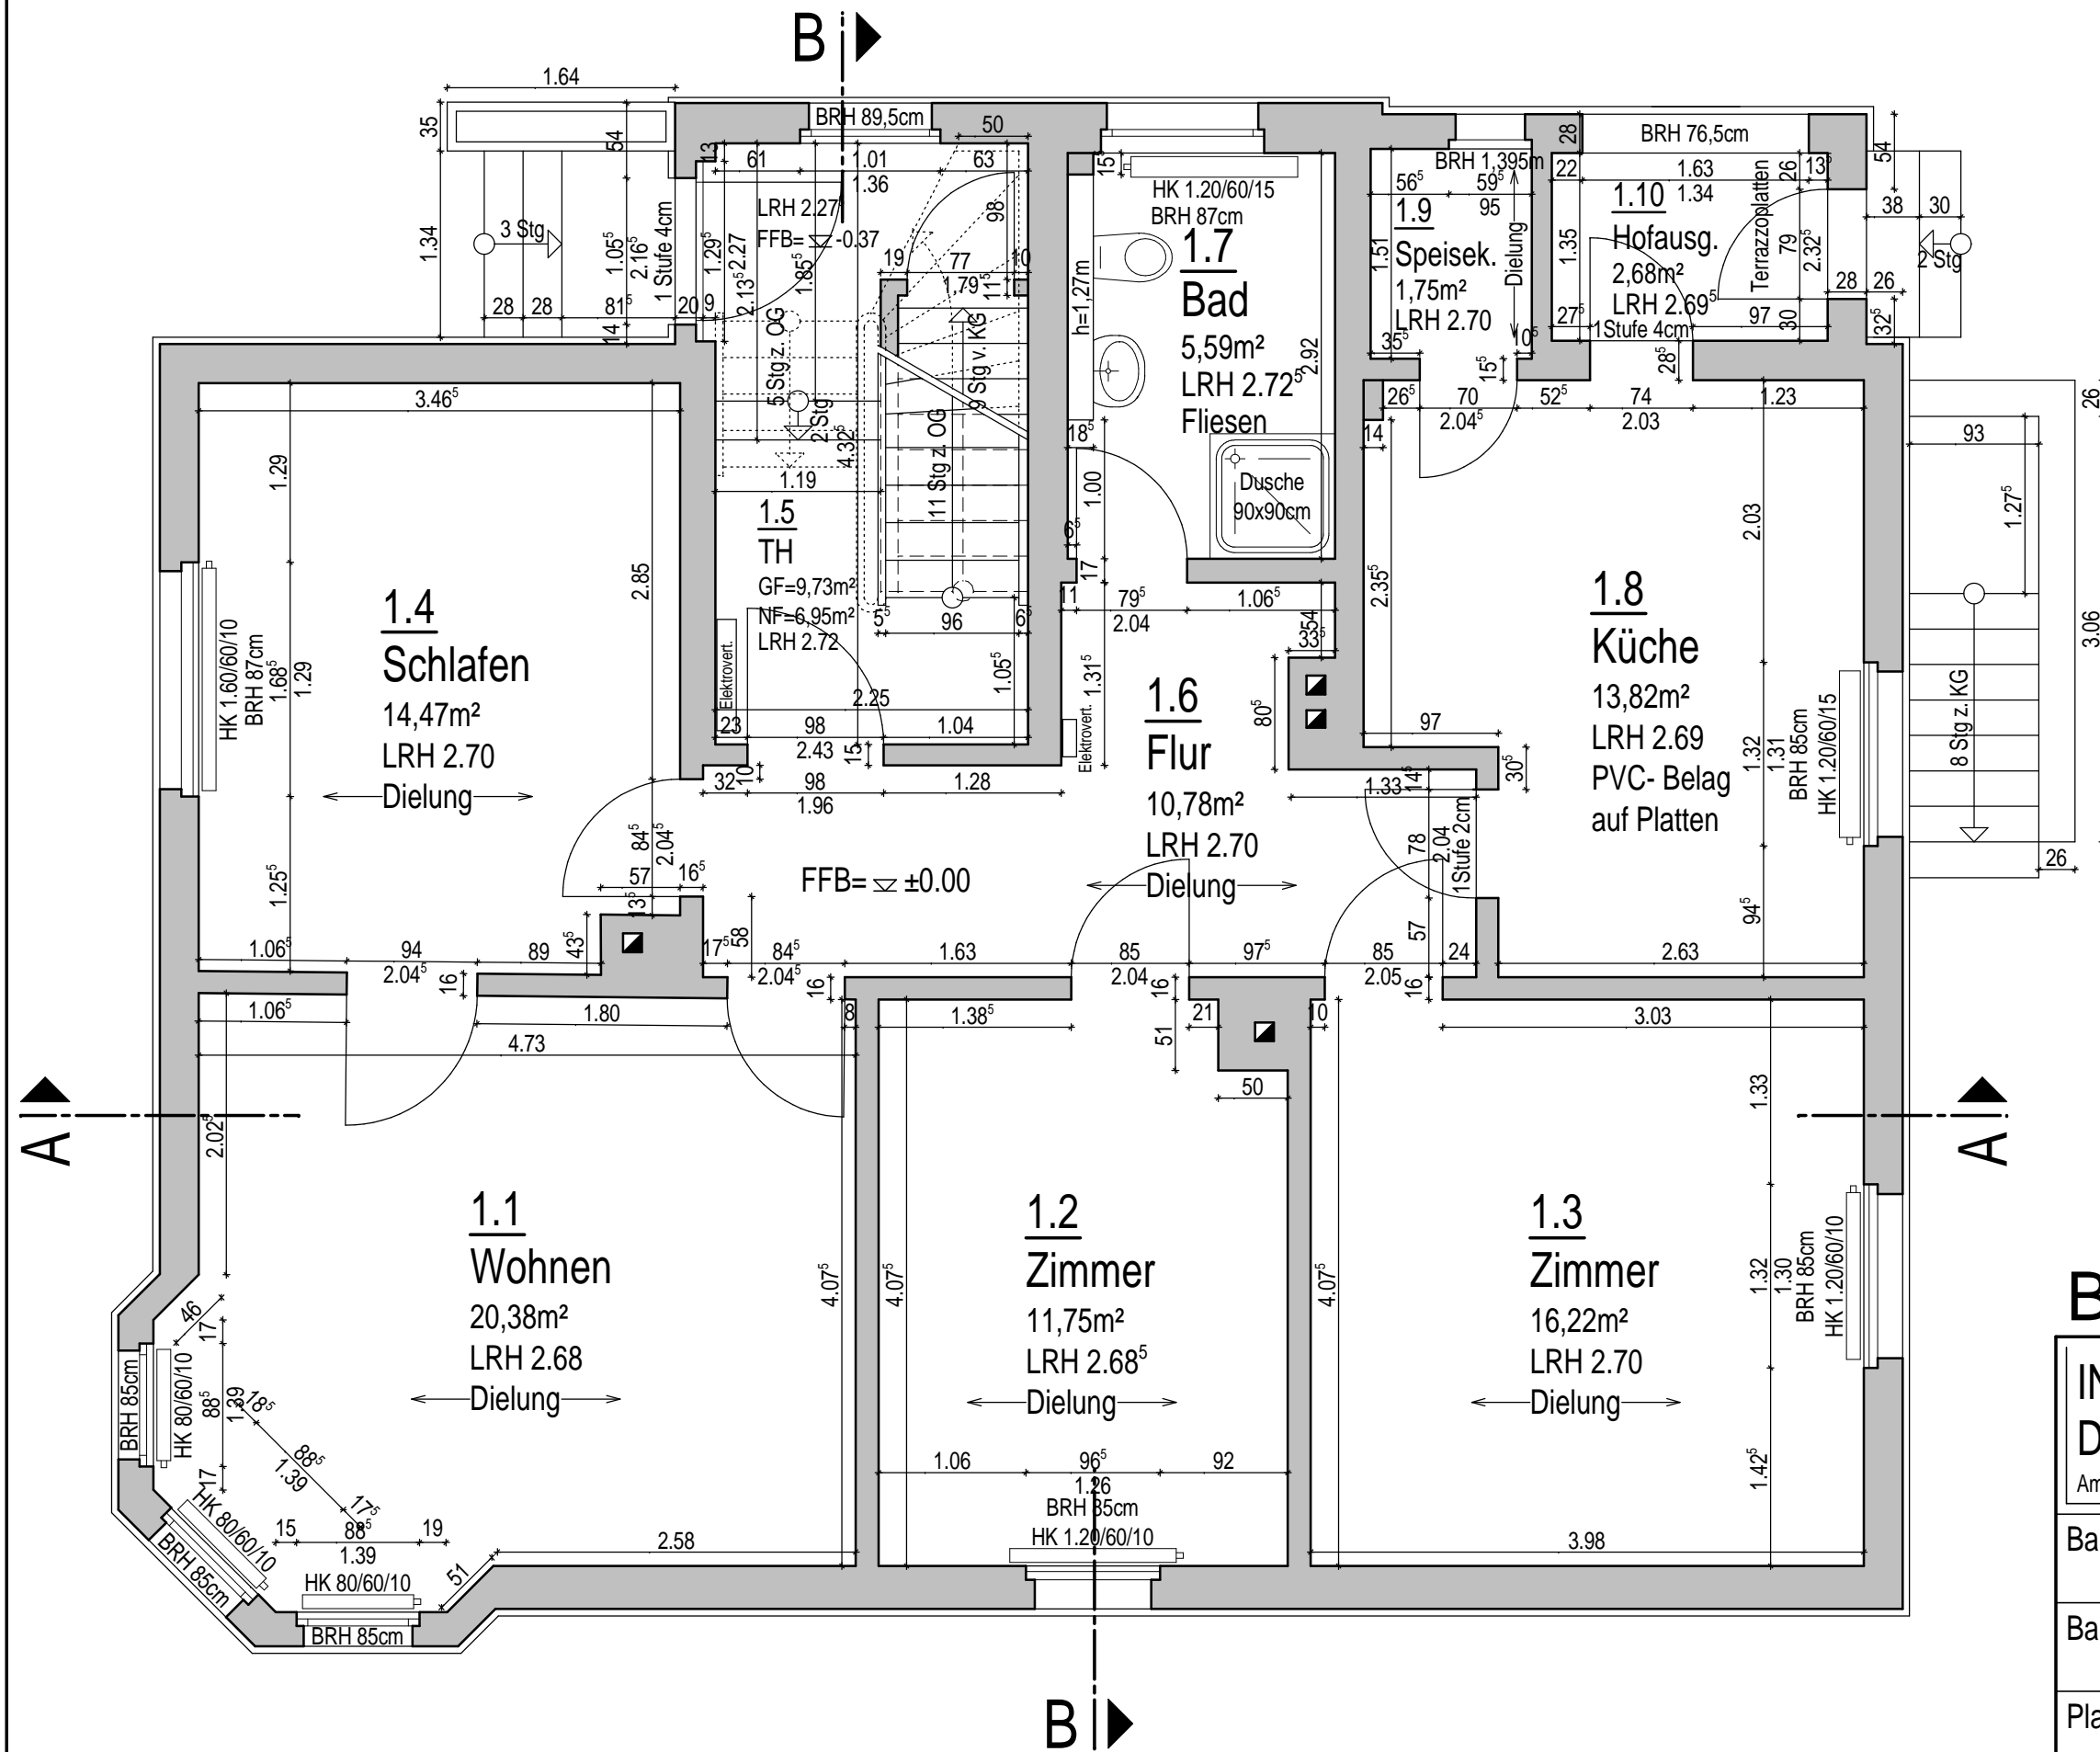 B
1.64
35
54
13
BRH 89,5cm
50
61
1.01
63
1.36
15⁵
HK 1.20/60/15
BRH 87cm
28
BRH 76,5cm
BRH 1,395m
56⁵
59⁵
95
22
1.63
13⁵
1.34
26
54
38
30
1.34
3 Stg
1.05⁵
2.16⁵
1 Stufe 4cm
1.29⁵
2.27
2.13⁵
1.85⁵
LRH 2.27
FFB= -0.37
98
19
77
10
1,79⁵
11⁵
h=1,27m
1.7
Bad
5,59m²
LRH 2.72⁵
Fliesen
2.92
1.51
1.9
Speisek.
1,75m²
LRH 2.70
Dielung
1.35
1.10
Hofausg.
2,68m²
LRH 2.69⁵
Terrazzoplatten
79
2.32⁵
2 Stg
28
26
28
28
81⁵
20
9
14
27⁵
1Stufe 4cm
97
30
32⁵
35⁵
10⁵
15⁵
28⁵
5 Stg z. OG
2 Stg
4.32⁵
9 Stg v. KG
11 Stg z. OG
3.46⁵
1.29
26⁵
70
52⁵
74
1.23
2.04⁵
2.03
14
18⁵
1.00
Dusche
90x90cm
93
26
1.27⁵
1.19
1.5
TH
GF=9,73m²
NF=6,95m²
LRH 2.72
6⁵
17
2.85
2.35⁵
2.03
1.4
Schlafen
14,47m²
LRH 2.70
Dielung
HK 1.60/60/10
BRH 87cm
1.68⁵
1.29
5⁵
96
6⁵
11
79⁵
1.06⁵
2.04
54
33⁵
1.8
Küche
13,82m²
LRH 2.69
PVC- Belag
auf Platten
3.06
Elektrovert.
1.05⁵
2.25
23
98
1.04
2.43
15
Elektrovert.
1.31⁵
1.6
Flur
10,78m²
LRH 2.70
Dielung
80⁵
97
30⁵
1.32
1.31
BRH 85cm
HK 1.20/60/15
8 Stg z. KG
10
32
98
1.28
1.96
1.33
14⁵
78
2.04
1Stufe 2cm
84⁵
2.04⁵
57
16⁵
13⁵
FFB= ±0.00
26
1.25⁵
94⁵
1.06⁵
94
89
2.04⁵
43⁵
16
17⁵
58
84⁵
2.04⁵
1.63
16
85
2.04
97⁵
16
85
2.05
57
24
16
2.63
1.06⁵
1.80
8
1.38⁵
21
51
50
10
3.03
4.73
A
A
2.02⁵
1.33
1.1
Wohnen
20,38m²
LRH 2.68
Dielung
4.07⁵
4.07⁵
1.2
Zimmer
11,75m²
LRH 2.68⁵
Dielung
4.07⁵
1.3
Zimmer
16,22m²
LRH 2.70
Dielung
1.32
1.30
BRH 85cm
HK 1.20/60/10
46
17
BRH 85cm
HK 80/60/10
88⁵
1.39
17
18⁵
88⁵
1.39
17⁵
HK 80/60/10
BRH 85cm
1.06
96⁵
92
1.26
BRH 85cm
HK 1.20/60/10
1.42⁵
15
88⁵
19
1.39
HK 80/60/10
BRH 85cm
51
2.58
3.98
B
B
IN
D
Am
Ba
Ba
Pla